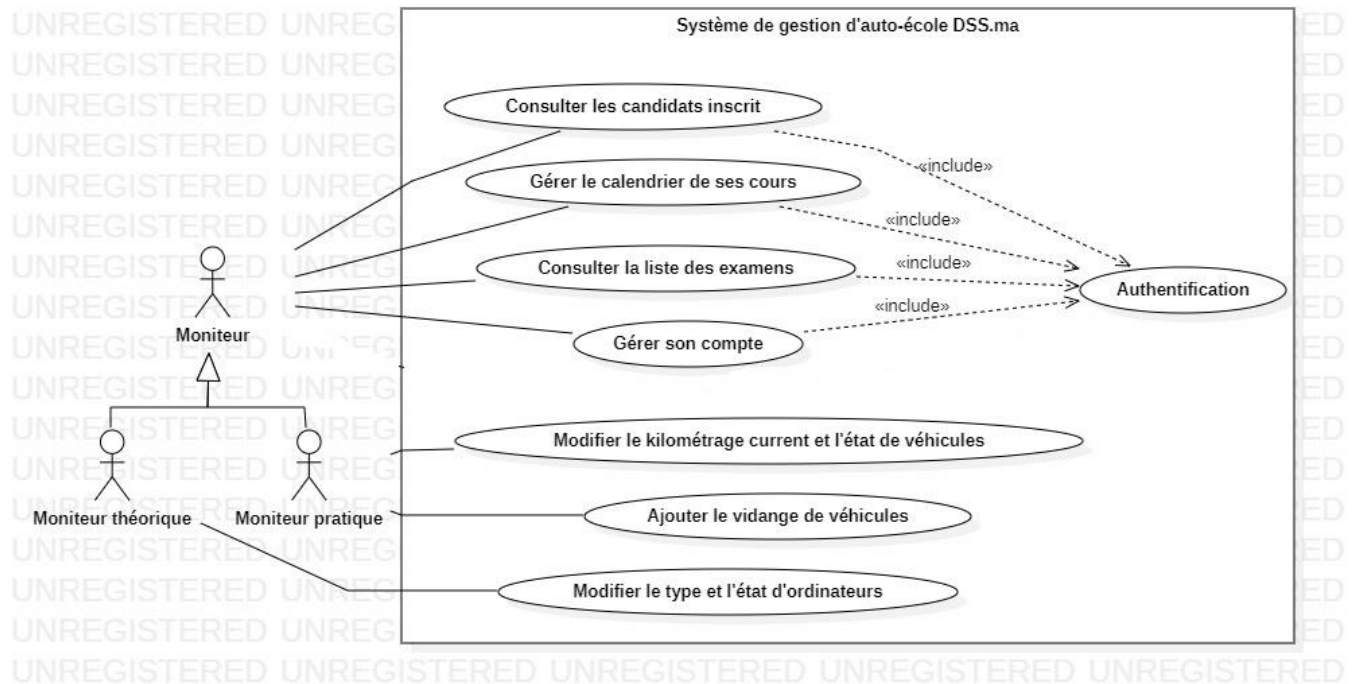 Système de gestion d'auto-école DSS.ma
Consulter les candidats inscrit
«include»
Gérer le calendrier de ses cours
«include»
Consulter la liste des examens
«include»
Authentification
«include»
Gérer son compte
Moniteur
Modifier le kilométrage current et l'état de véhicules
Moniteur théorique
Moniteur pratique
Ajouter le vidange de véhicules
Modifier le type et l'état d'ordinateurs
UNREGISTERED UNREGISTERED UNREGISTERED UNREGISTERED UNREGISTERED